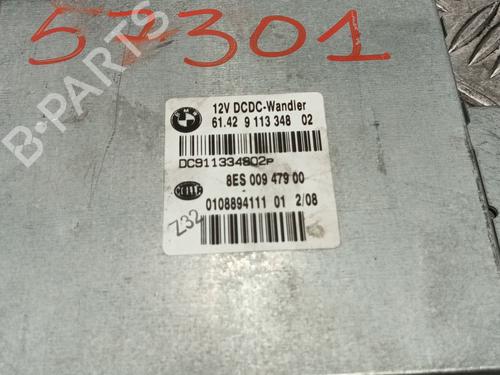 57301
12V DCDC-Wandler
61.42 9 113 348 02
DC911334802P
8ES 009 479 00
0108894111 01 2/08
Z32
B-PARTS